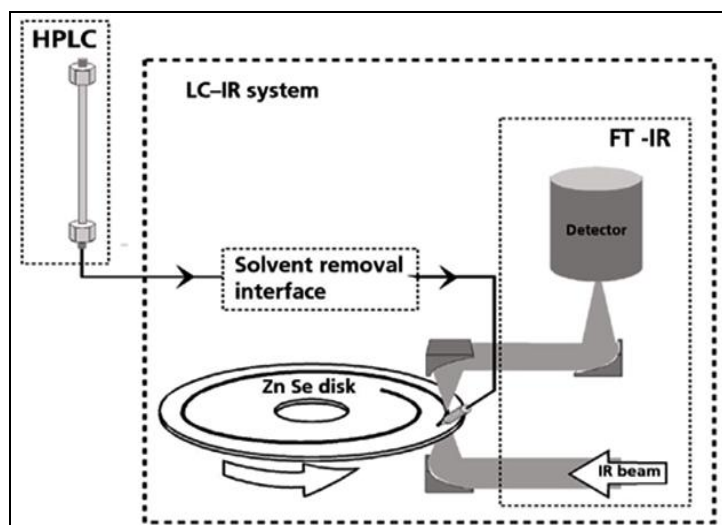 HPLC
LC–IR system
FT -IR
Detector
Solvent removal
interface
Zn Se disk
IR beam